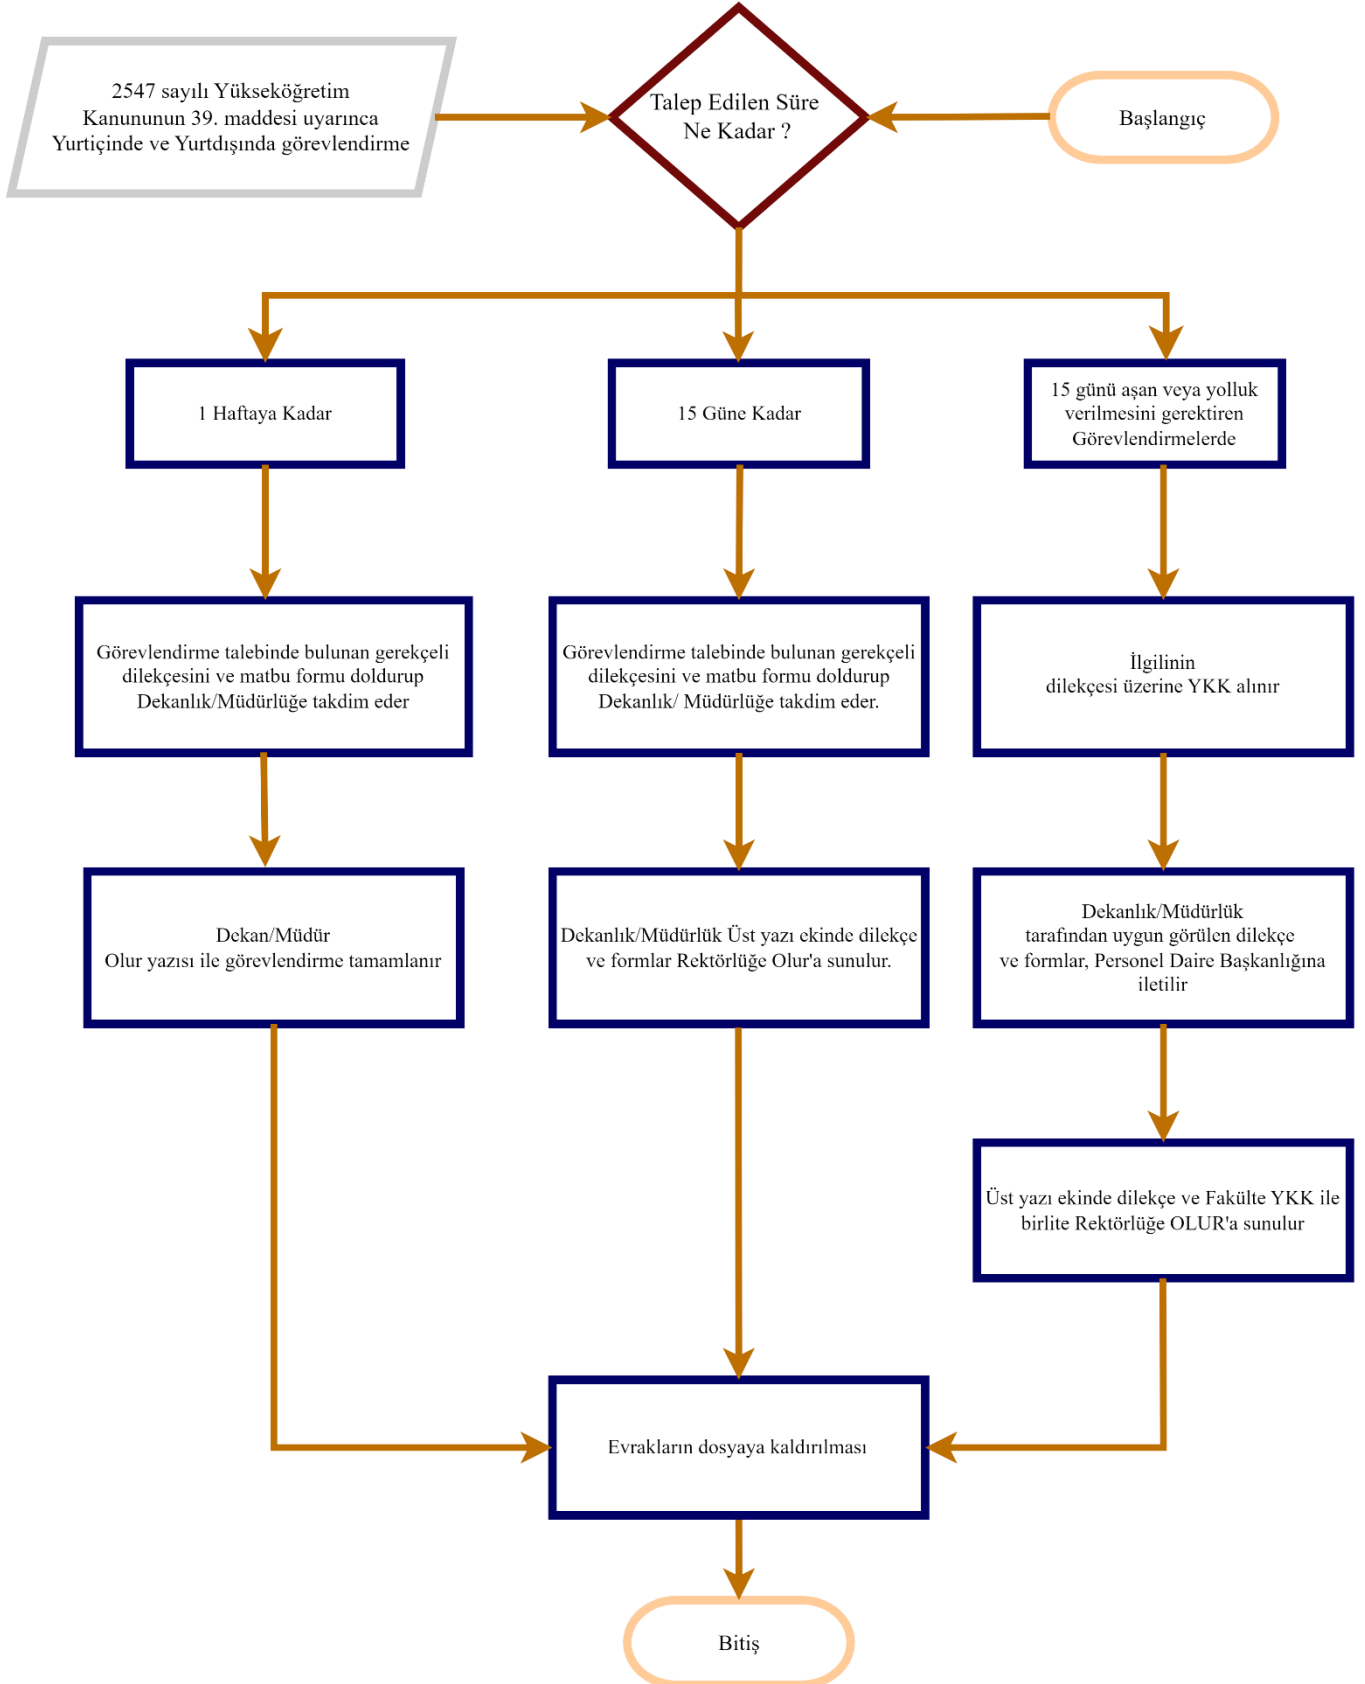 2547 sayılı Yükseköğretim
Kanununun 39. maddesi uyarınca
Yurtiçinde ve Yurtdışında görevlendirme
Talep Edilen Süre
Ne Kadar ?
Başlangıç
1 Haftaya Kadar
15 Güne Kadar
15 günü aşan veya yolluk
verilmesini gerektiren
Görevlendirmelerde
Görevlendirme talebinde bulunan gerekçeli
dilekçesini ve matbu formu doldurup
Dekanlık/Müdürlüğe takdim eder
Görevlendirme talebinde bulunan gerekçeli
dilekçesini ve matbu formu doldurup
Dekanlık/ Müdürlüğe takdim eder.
İlgilinin
dilekçesi üzerine YKK alınır
Dekan/Müdür
Olur yazısı ile görevlendirme tamamlanır
Dekanlık/Müdürlük Üst yazı ekinde dilekçe
ve formlar Rektörlüğe Olur'a sunulur.
Dekanlık/Müdürlük
tarafından uygun görülen dilekçe
ve formlar, Personel Daire Başkanlığına
iletilir
Üst yazı ekinde dilekçe ve Fakülte YKK ile
birlite Rektörlüğe OLUR'a sunulur
Evrakların dosyaya kaldırılması
Bitiş